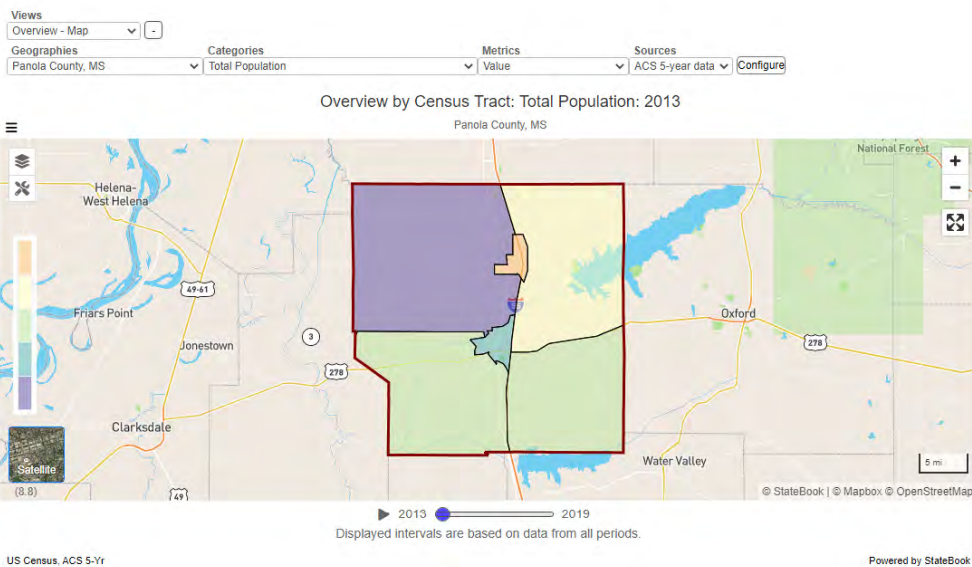 Views
Overview - Map
-
Geographies Categories Metrics Sources
Panola County, MS Total Population Value ACS 5-year data Configure
Overview by Census Tract: Total Population: 2013
Panola County, MS
National Forest
+
−
Helena-
West Helena
49-61
Friars Point
Oxford
3
278
Jonestown
278
Clarksdale
Water Valley
Satellite
5 mi
(8.8)
49
© StateBook | © Mapbox © OpenStreetMap
2013 2019
Displayed intervals are based on data from all periods.
US Census, ACS 5-Yr Powered by StateBook